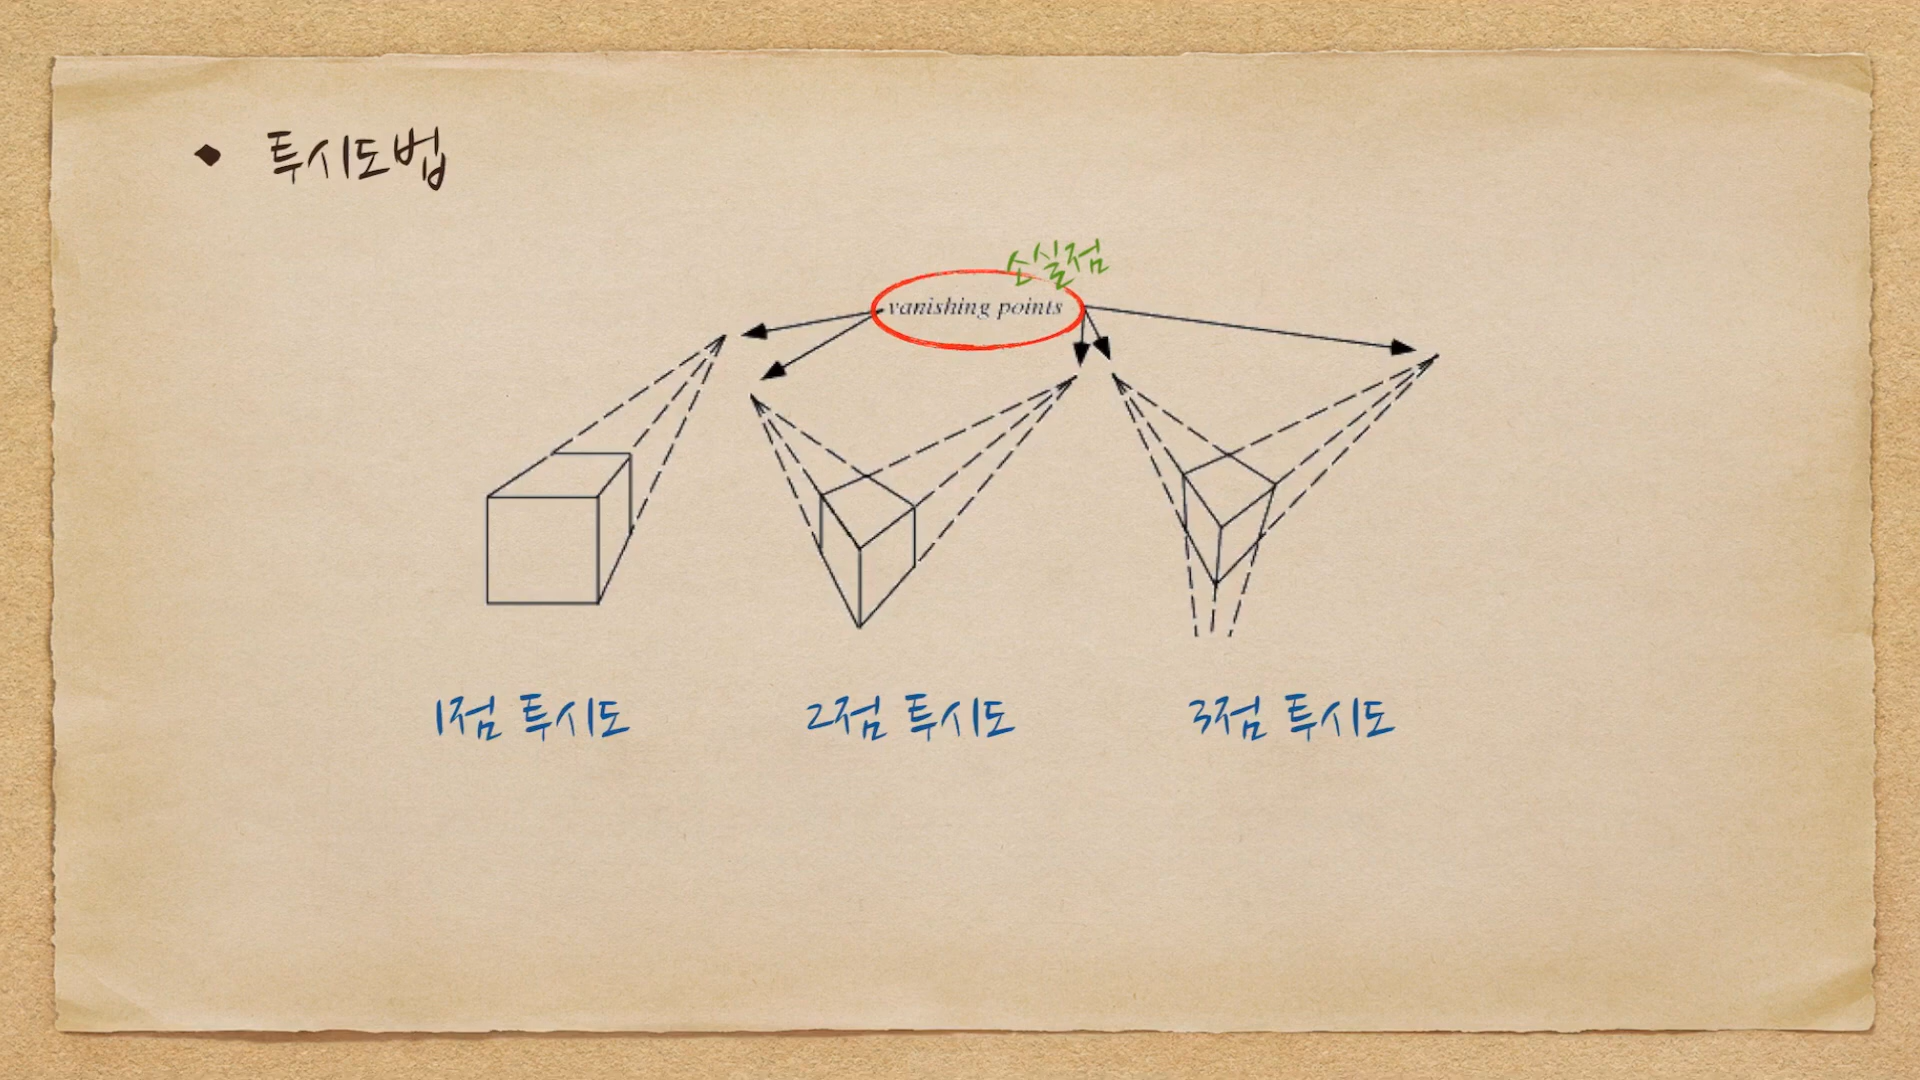 • 투시도법
소실점
vanishing points
1점 투시도
2점 투시도
3점 투시도